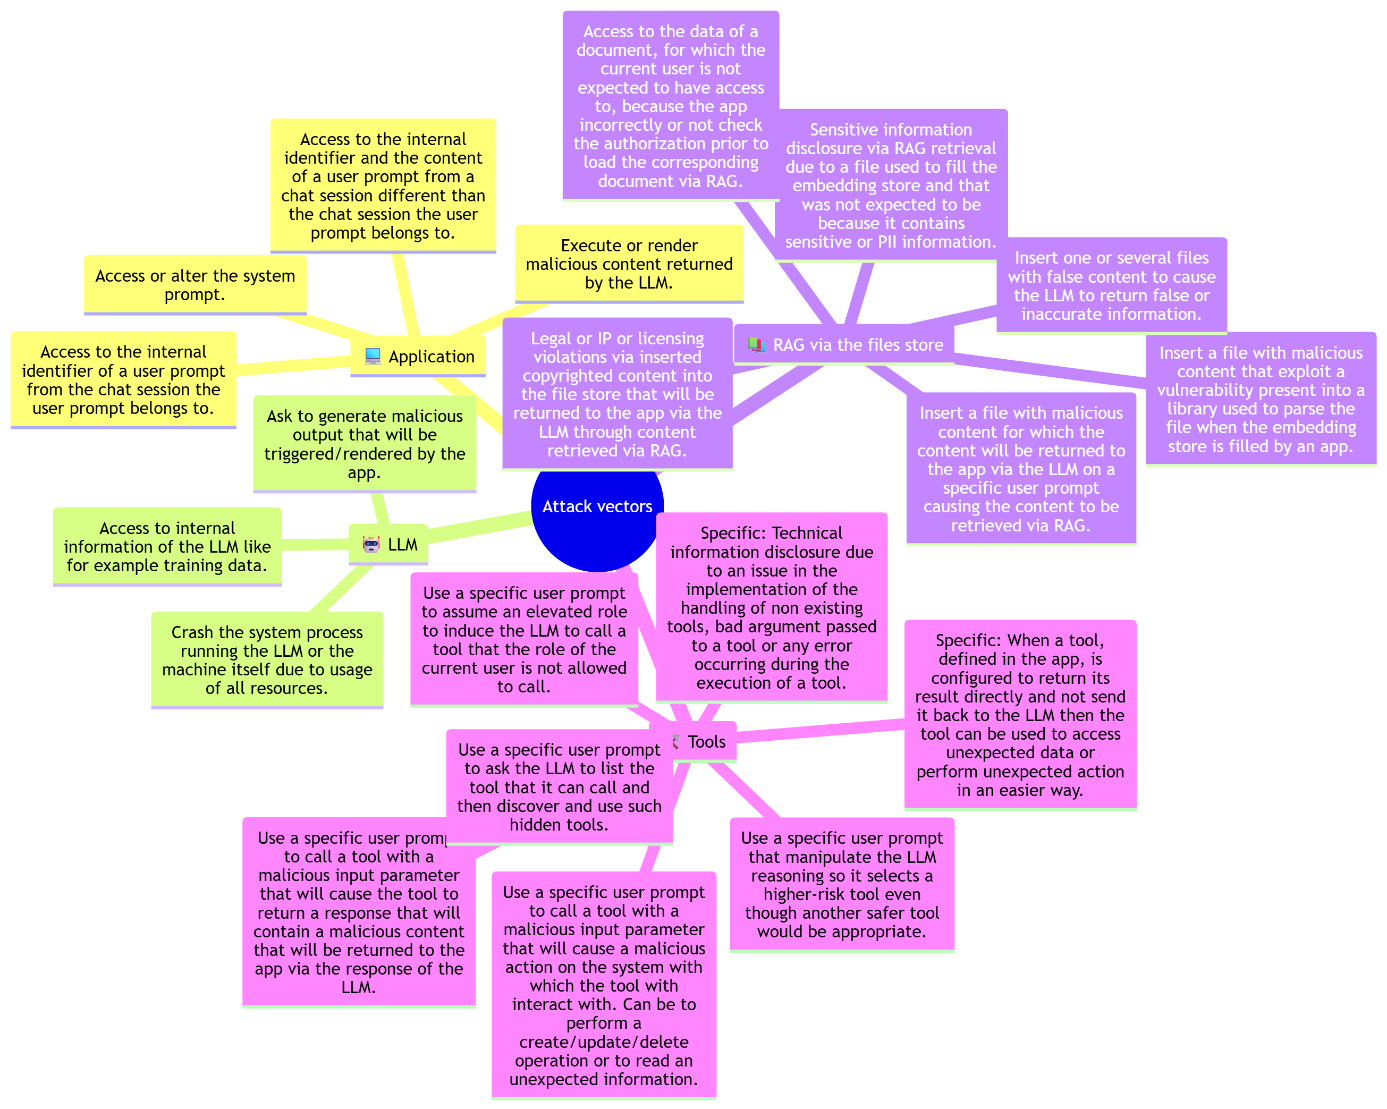 Access to the data of a
document, for which the
current user is not
expected to have access
to, because the app
incorrectly or not check
the authorization prior to
load the corresponding
document via RAG.
Sensitive information
disclosure via RAG retrieval
due to a file used to fill the
embedding store and that
was not expected to be
because it contains
sensitive or PII information.
Access to the internal
identifier and the content
of a user prompt from a
chat session different than
the chat session the user
prompt belongs to.
Execute or render
malicious content returned
by the LLM.
Access or alter the system
prompt.
Insert one or several files
with false content to cause
the LLM to return false or
inaccurate information.
Access to the internal
identifier of a user prompt
from the chat session the
user prompt belongs to.
Application
Legal or IP or licensing
violations via inserted
copyrighted content into
the file store that will be
returned to the app via the
LLM through content
retrieved via RAG.
RAG via the files store
Insert a file with malicious
content that exploit a
vulnerability present into a
library used to parse the
file when the embedding
store is filled by an app.
Insert a file with malicious
content for which the
content will be returned to
the app via the LLM on a
specific user prompt
causing the content to be
retrieved via RAG.
Ask to generate malicious
output that will be
triggered/rendered by the
app.
Attack vectors
Access to internal
information of the LLM like
for example training data.
LLM
Crash the system process
running the LLM or the
machine itself due to usage
of all resources.
Use a specific user prompt
to assume an elevated role
to induce the LLM to call a
tool that the role of the
current user is not allowed
to call.
Specific: Technical
information disclosure due
to an issue in the
implementation of the
handling of non existing
tools, bad argument passed
to a tool or any error
occurring during the
execution of a tool.
Specific: When a tool,
defined in the app, is
configured to return its
result directly and not send
it back to the LLM then the
tool can be used to access
unexpected data or
perform unexpected action
in an easier way.
Tools
Use a specific user prompt
to ask the LLM to list the
tool that it can call and
then discover and use such
hidden tools.
Use a specific user
to call a tool with a
malicious input parameter
that will cause the tool to
return a response that will
contain a malicious content
that will be returned to the
app via the response of the
LLM.
Use a specific user prompt
to call a tool with a
malicious input parameter
that will cause a malicious
action on the system with
which the tool with
interact with. Can be to
perform a
create/update/delete
operation or to read an
unexpected information.
Use a specific user prompt
that manipulate the LLM
reasoning so it selects a
higher-risk tool even
though another safer tool
would be appropriate.